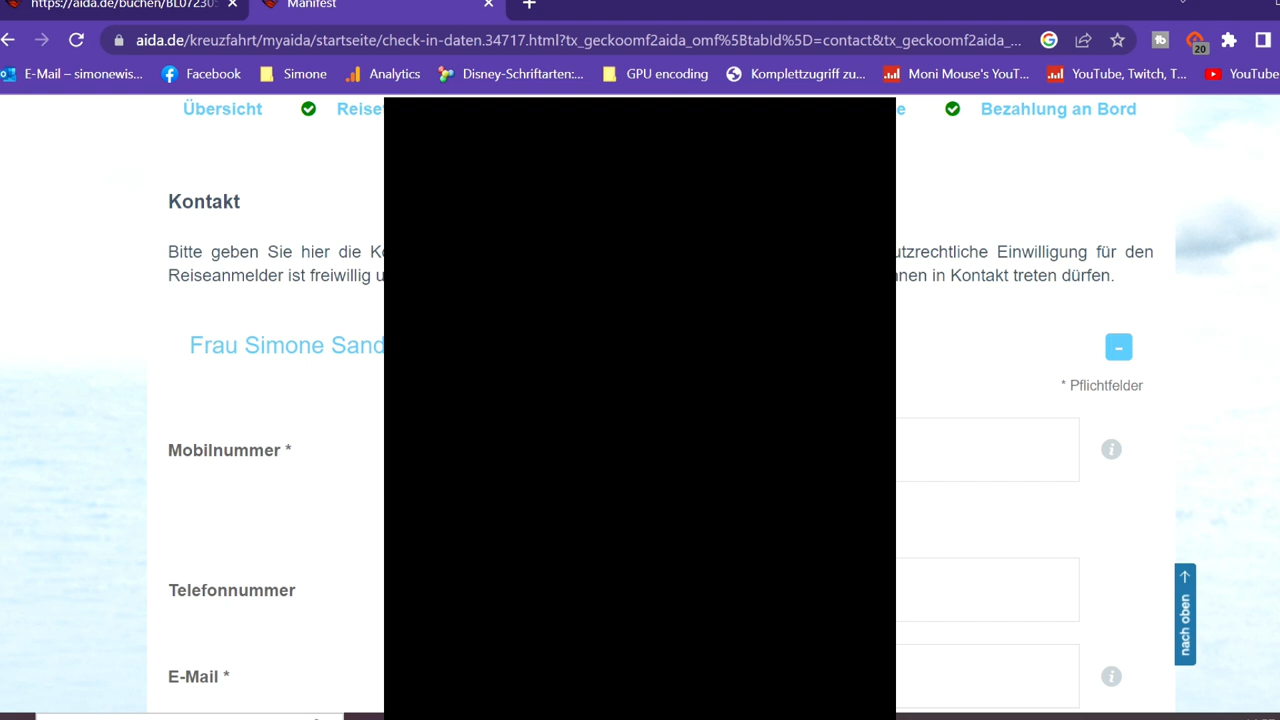 https://aida.de/buchen/BL07230
Manifest
aida.de/kreuzfahrt/myaida/startseite/check-in-daten.34717.html?tx_geckoomf2aida_omf%5BtabId%5D=contact&tx_geckoomf2aida_...
20
E-Mail – simonewis... Facebook Simone Analytics Disney-Schriftarten:... GPU encoding Komplettzugriff zu... Moni Mouse's YouT... YouTube, Twitch, T... YouTube
Übersicht Bezahlung an Bord
Kontakt
Bitte geben Sie hier die Einwilligung für den
Reiseanmelder ist freiwillig in Kontakt treten dürfen.
Frau Simone Sand
-
* Pflichtfelder
Mobilnummer *
Telefonnummer
nach oben
E-Mail *